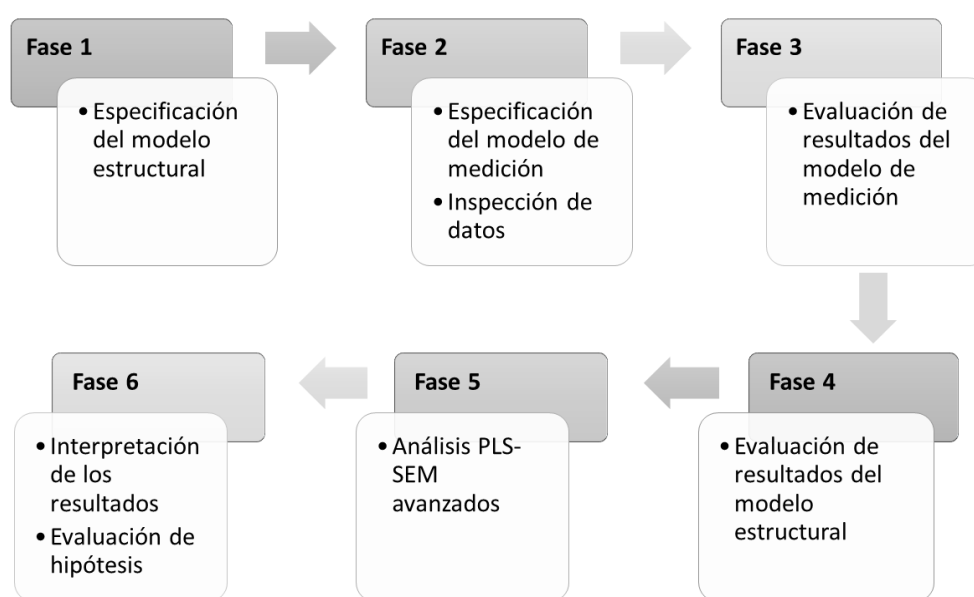 Fase 1
• Especificación
del modelo
estructural
Fase 2
• Especificación
del modelo de
medición
• Inspección de
datos
Fase 3
• Evaluación de
resultados del
modelo de
medición
Fase 4
• Evaluación de
resultados del
modelo
estructural
Fase 5
• Análisis PLS-
SEM
avanzados
Fase 6
• Interpretación
de los
resultados
• Evaluación de
hipótesis